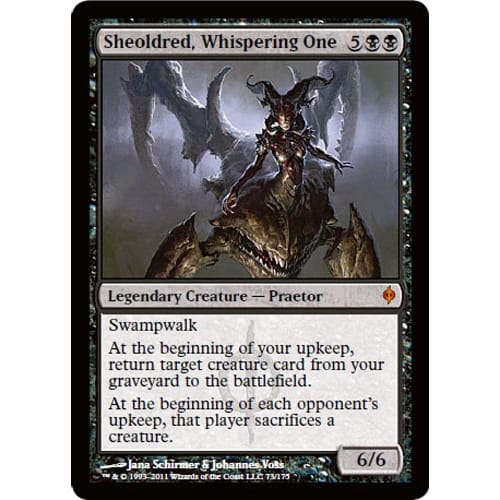 Sheoldred, Whispering One 5
Legendary Creature — Praetor
Swampwalk
At the beginning of your upkeep,
return target creature card from your
graveyard to the battlefield.
At the beginning of each opponent's
upkeep, that player sacrifices a
creature.
6/6
Jana Schirmer & Johannes Voss
™ & © 1993–2011 Wizards of the Coast LLC 73/175